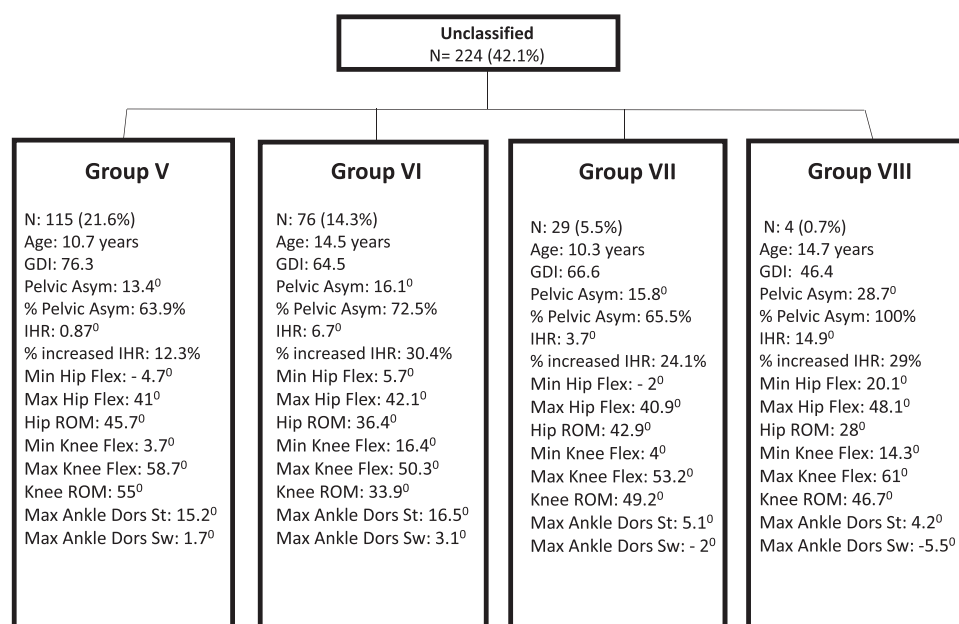 Unclassified
N= 224 (42.1%)
Group V
N: 115 (21.6%)
Age: 10.7 years
GDI: 76.3
Pelvic Asym: 13.4⁰
% Pelvic Asym: 63.9%
IHR: 0.87⁰
% increased IHR: 12.3%
Min Hip Flex: - 4.7⁰
Max Hip Flex: 41⁰
Hip ROM: 45.7⁰
Min Knee Flex: 3.7⁰
Max Knee Flex: 58.7⁰
Knee ROM: 55⁰
Max Ankle Dors St: 15.2⁰
Max Ankle Dors Sw: 1.7⁰
Group VI
N: 76 (14.3%)
Age: 14.5 years
GDI: 64.5
Pelvic Asym: 16.1⁰
% Pelvic Asym: 72.5%
IHR: 6.7⁰
% increased IHR: 30.4%
Min Hip Flex: 5.7⁰
Max Hip Flex: 42.1⁰
Hip ROM: 36.4⁰
Min Knee Flex: 16.4⁰
Max Knee Flex: 50.3⁰
Knee ROM: 33.9⁰
Max Ankle Dors St: 16.5⁰
Max Ankle Dors Sw: 3.1⁰
Group VII
N: 29 (5.5%)
Age: 10.3 years
GDI: 66.6
Pelvic Asym: 15.8⁰
% Pelvic Asym: 65.5%
IHR: 3.7⁰
% increased IHR: 24.1%
Min Hip Flex: - 2⁰
Max Hip Flex: 40.9⁰
Hip ROM: 42.9⁰
Min Knee Flex: 4⁰
Max Knee Flex: 53.2⁰
Knee ROM: 49.2⁰
Max Ankle Dors St: 5.1⁰
Max Ankle Dors Sw: - 2⁰
Group VIII
N: 4 (0.7%)
Age: 14.7 years
GDI: 46.4
Pelvic Asym: 28.7⁰
% Pelvic Asym: 100%
IHR: 14.9⁰
% increased IHR: 29%
Min Hip Flex: 20.1⁰
Max Hip Flex: 48.1⁰
Hip ROM: 28⁰
Min Knee Flex: 14.3⁰
Max Knee Flex: 61⁰
Knee ROM: 46.7⁰
Max Ankle Dors St: 4.2⁰
Max Ankle Dors Sw: -5.5⁰